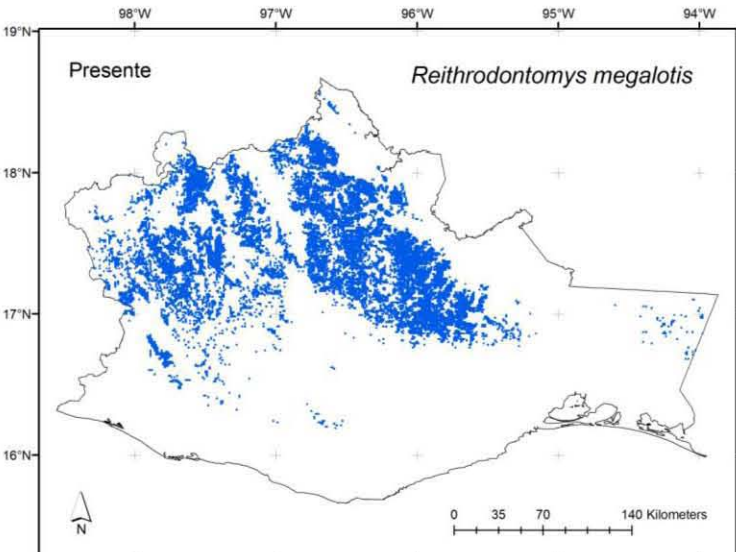 98°W 97°W 96°W 95°W 94°W
19°N
Presente Reithrodontomys megalotis
18°N
17°N
16°N
N
0 35 70 140 Kilometers